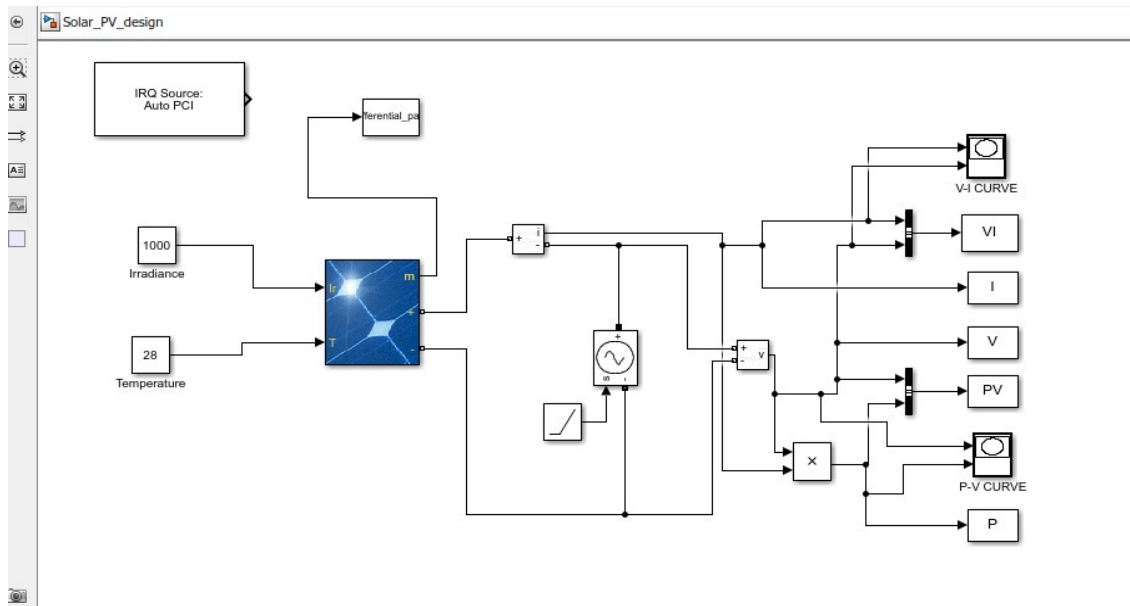 Solar_PV_design
IRQ Source:
Auto PCI
ferential_pa
1000
Irradiance
28
Temperature
Ir
T
m
+
-
+
i
-
+
s
-
+
-
v
×
V-I CURVE
VI
I
V
PV
P-V CURVE
P